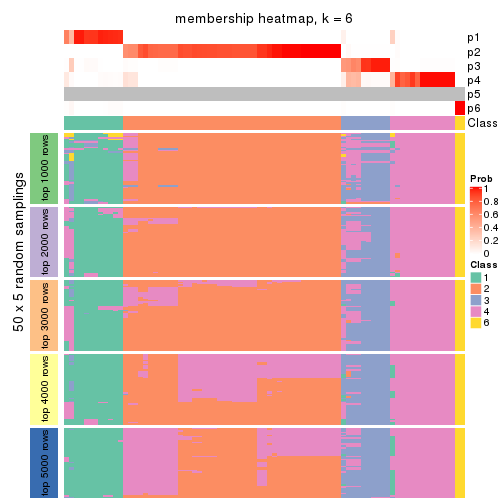 membership heatmap, k = 6
p1
p2
p3
p4
p5
p6
Class
50 x 5 random samplings
top 1000 rows
top 2000 rows
top 3000 rows
top 4000 rows
top 5000 rows
Prob
1
0.8
0.6
0.4
0.2
0
Class
1
2
3
4
6